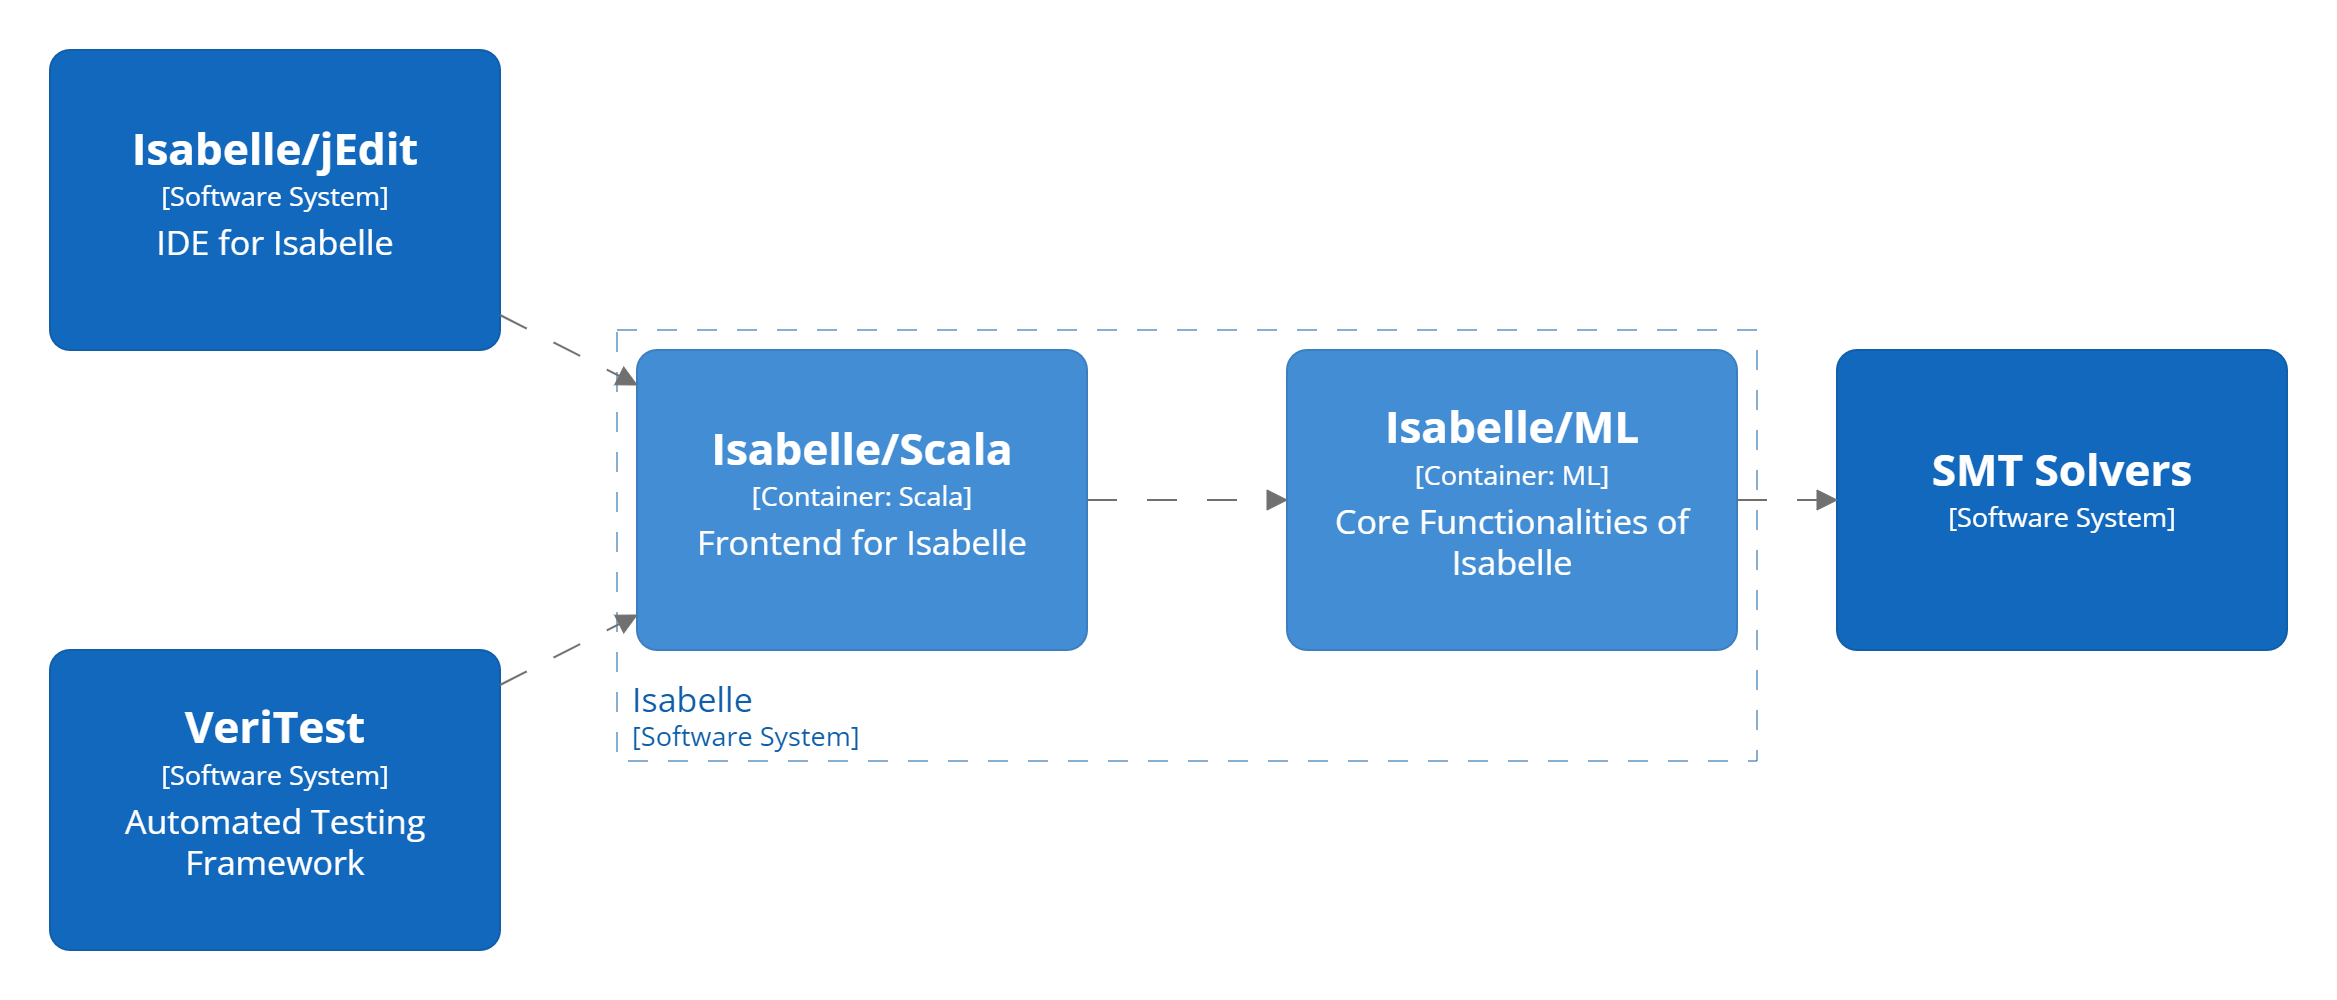 Isabelle/jEdit
[Software System]
IDE for Isabelle
Isabelle/Scala
[Container: Scala]
Frontend for Isabelle
Isabelle/ML
[Container: ML]
Core Functionalities of
Isabelle
SMT Solvers
[Software System]
Isabelle
[Software System]
VeriTest
[Software System]
Automated Testing
Framework